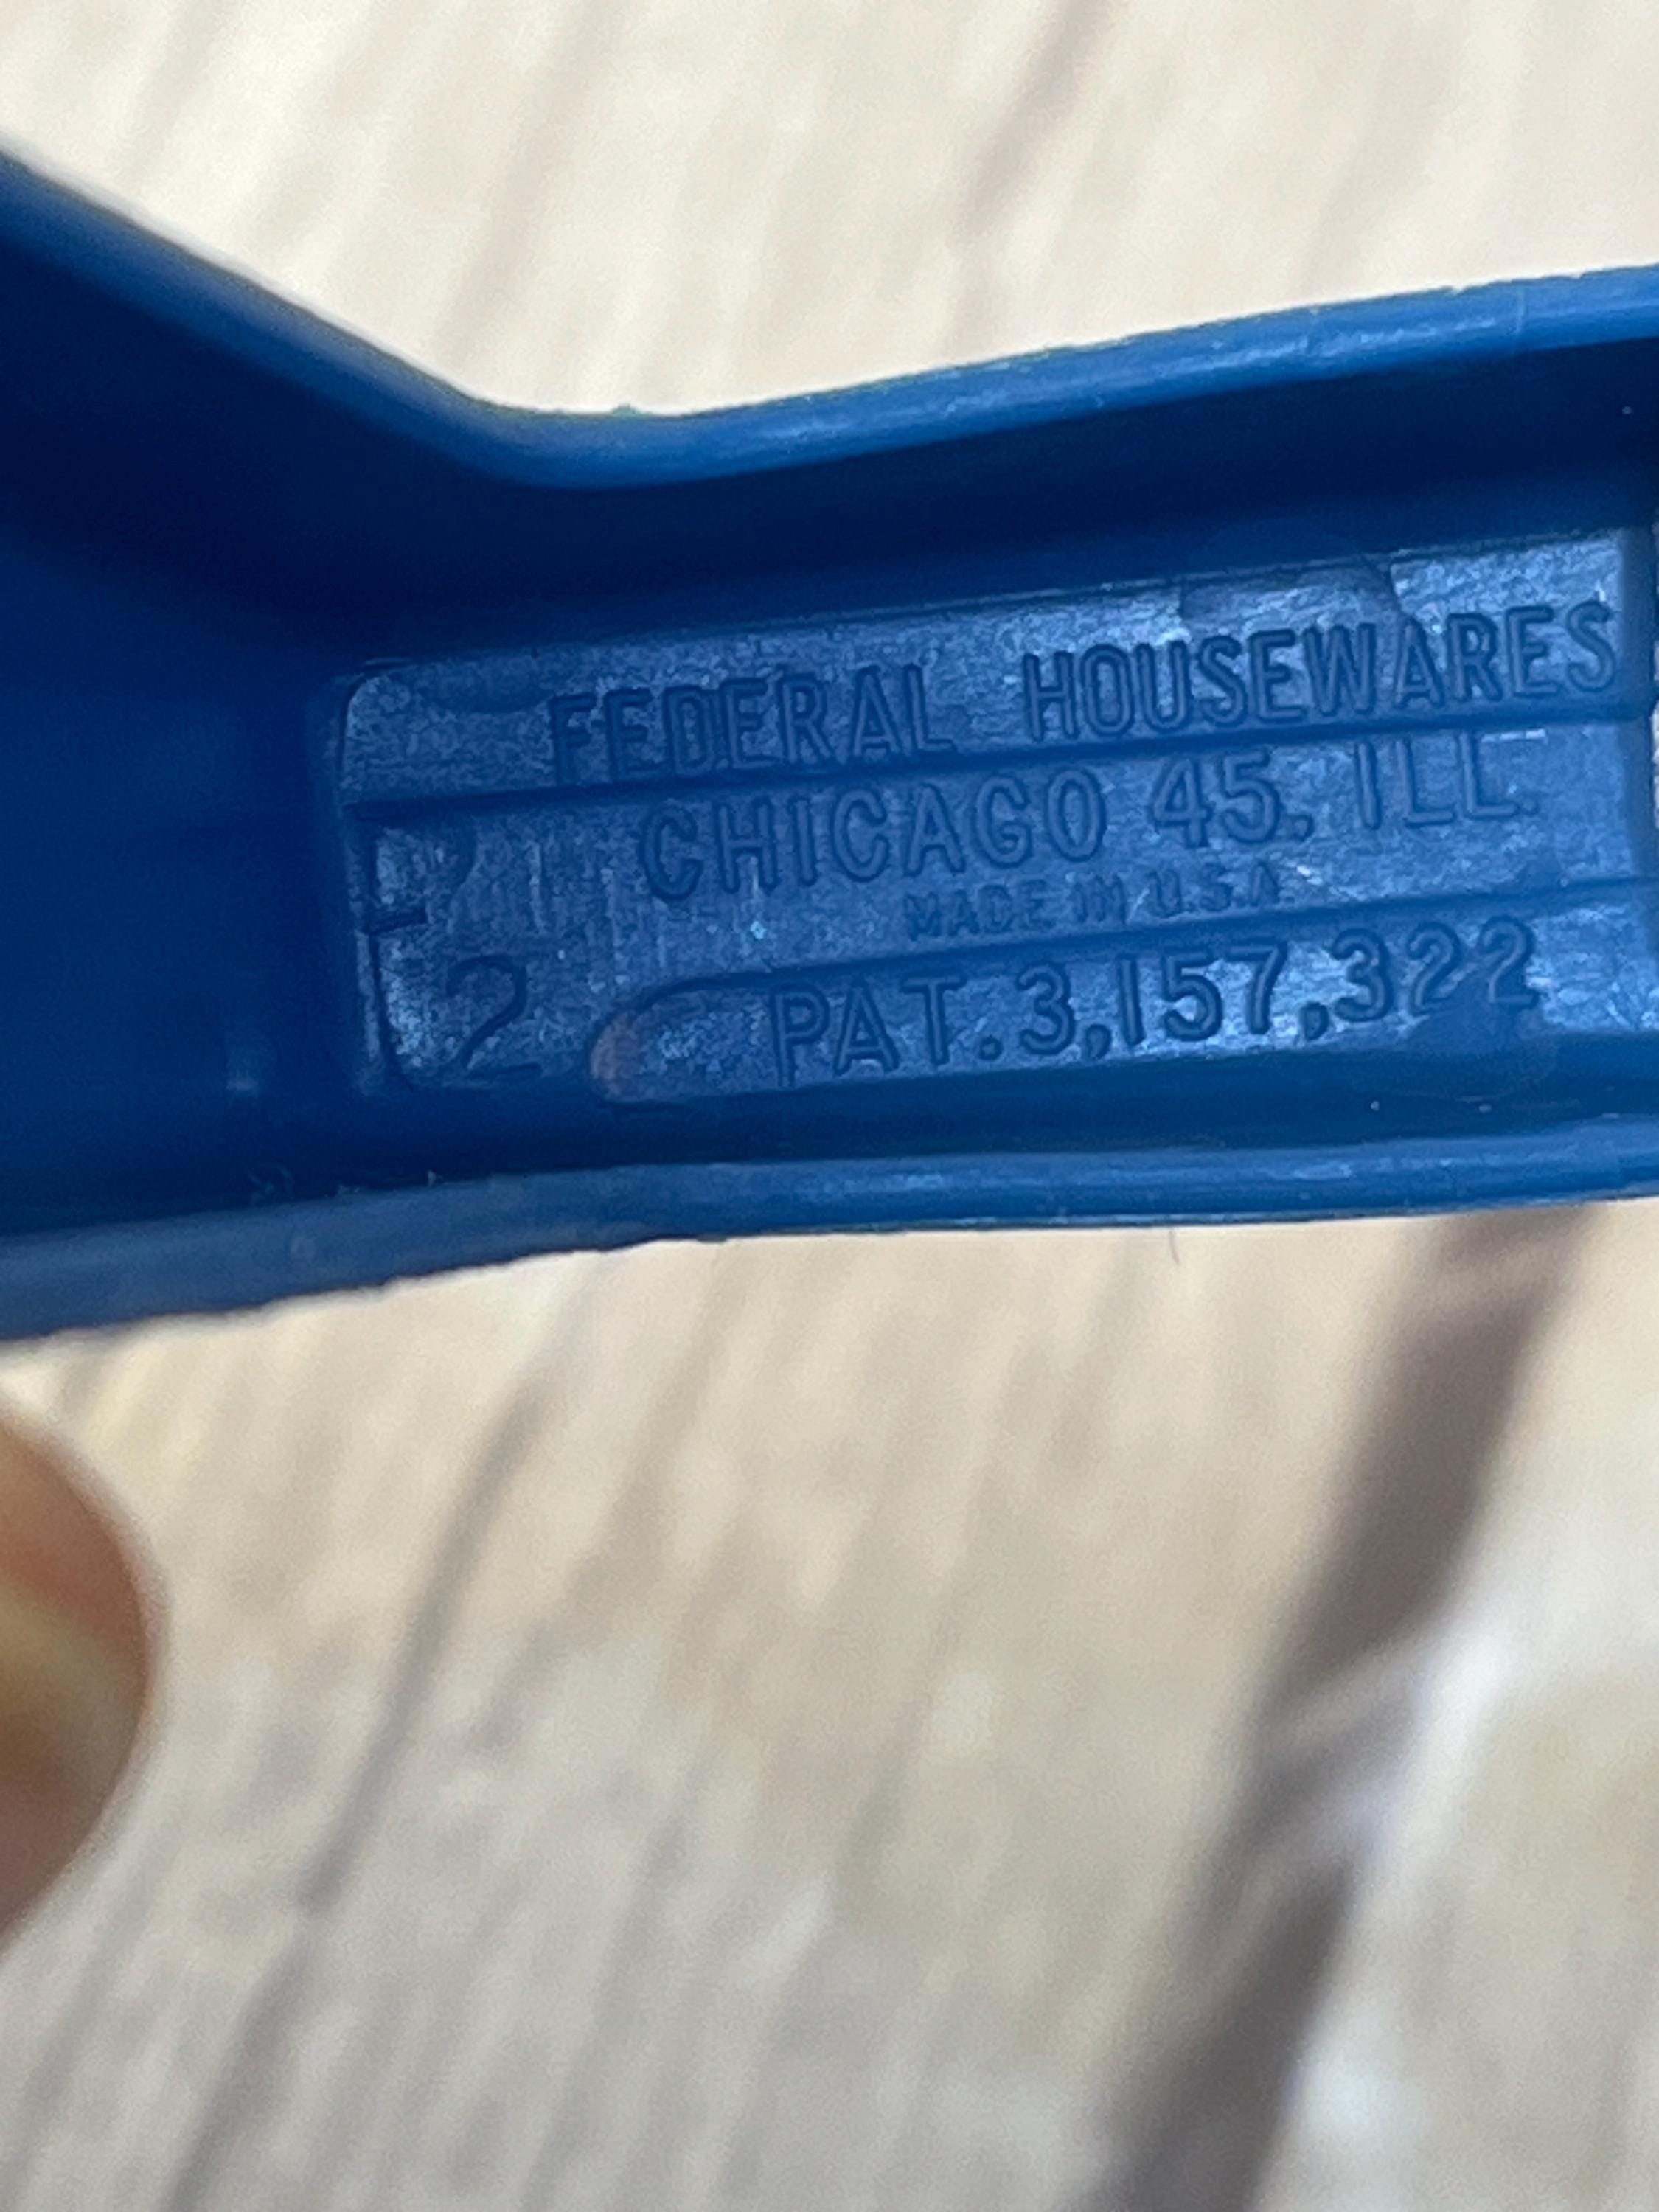 FEDERAL HOUSEWARES
CHICAGO 45, ILL.
MADE IN U.S.A
2 PAT. 3,157,322